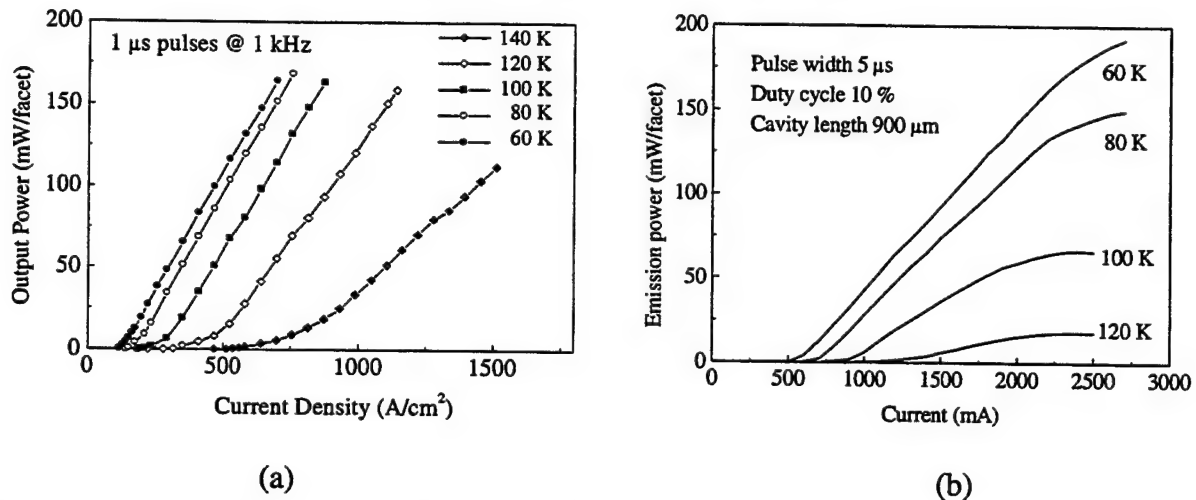 200
150
100
50
0
Output Power (mW/facet)
1 μs pulses @ 1 kHz
140 K
120 K
100 K
80 K
60 K
0
500
1000
1500
Current Density (A/cm²)
(a)
200
150
100
50
0
Emission power (mW/facet)
Pulse width 5 μs
Duty cycle 10 %
Cavity length 900 μm
60 K
80 K
100 K
120 K
0
500
1000
1500
2000
2500
3000
Current (mA)
(b)